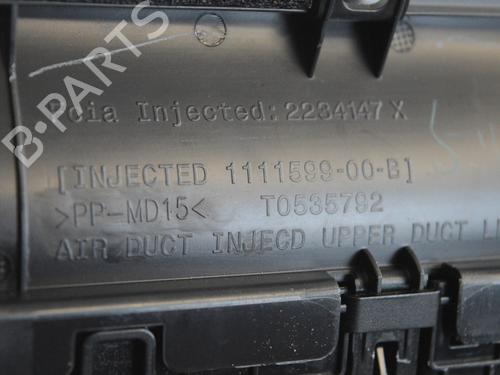 B-PARTS
Injected: 2234147 X
[INJECTED 1111599-00-B]
>PP-MD15< T0535792
AIR DUCT INJECD UPPER DUCT